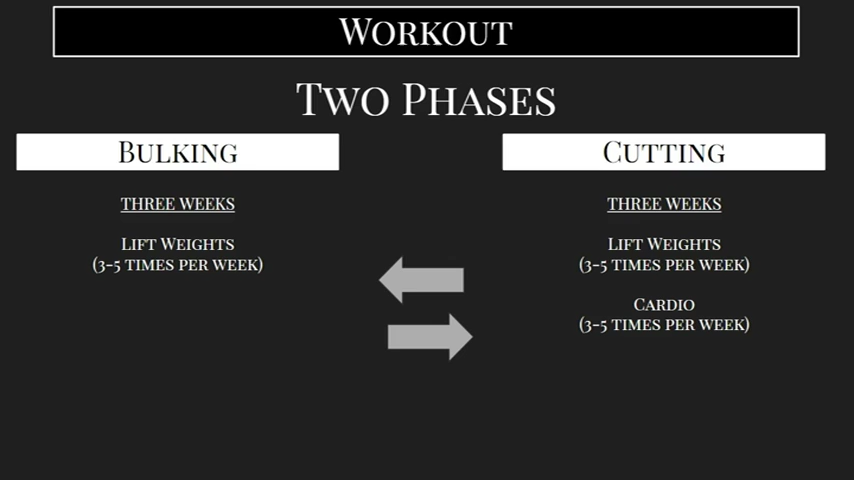 Workout
Two Phases
Bulking
Three Weeks
Lift Weights
(3-5 times per week)
Cutting
Three Weeks
Lift Weights
(3-5 times per week)
Cardio
(3-5 times per week)